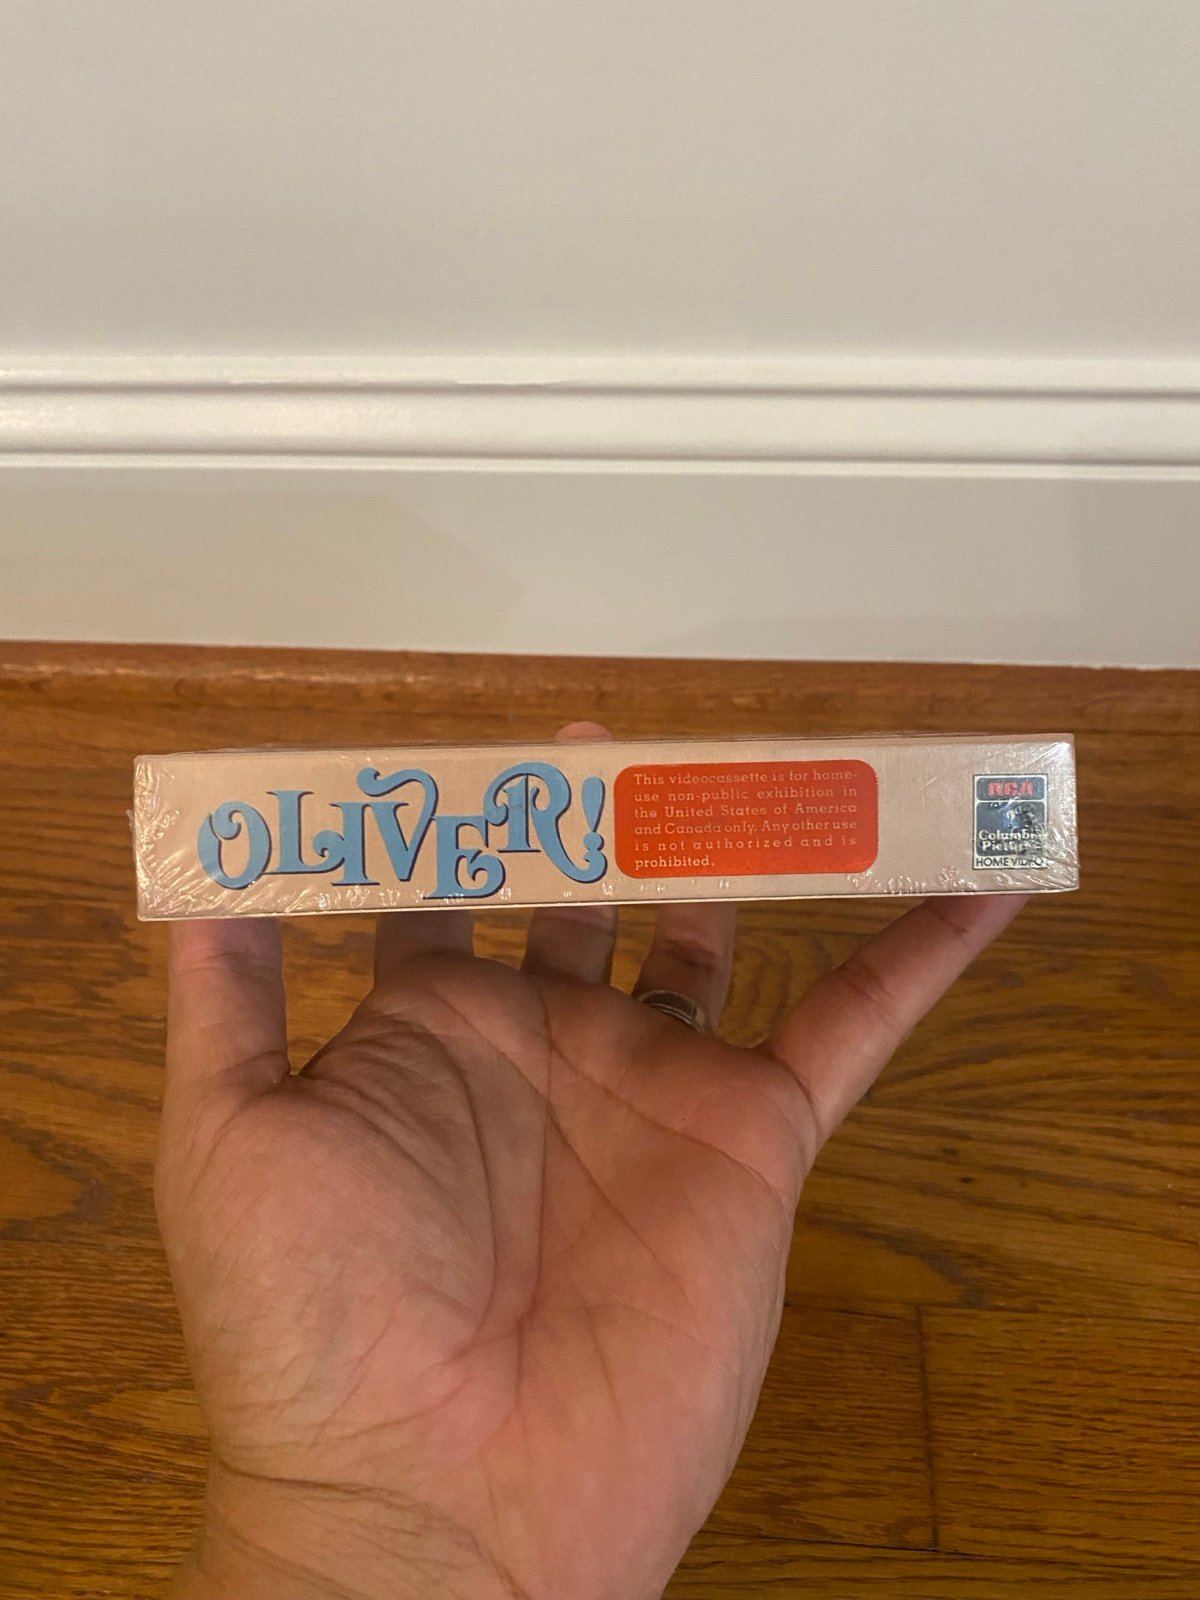 OLIVER!
This videocassette is for home-
use non-public exhibition in
the United States of America
and Canada only. Any other use
is not authorized and is
prohibited.
RCA
Columbia
Pictures
HOME VIDEO